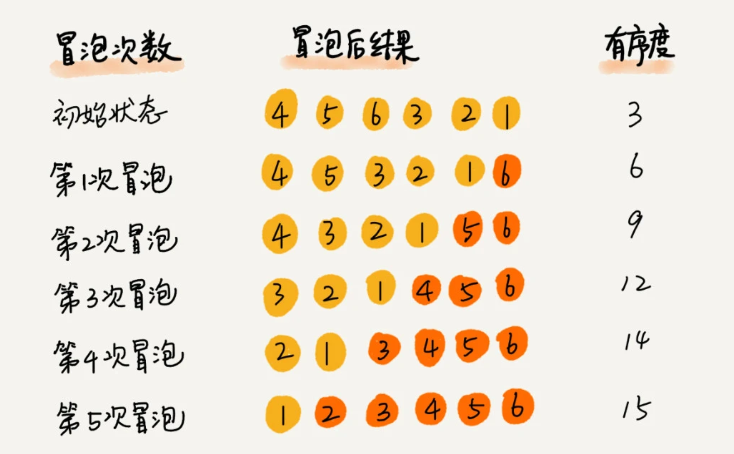 冒泡次数 冒泡后结果 有序度
初始状态 4 5 6 3 2 1 3
第1次冒泡 4 5 3 2 1 6 6
第2次冒泡 4 3 2 1 5 6 9
第3次冒泡 3 2 1 4 5 6 12
第4次冒泡 2 1 3 4 5 6 14
第5次冒泡 1 2 3 4 5 6 15